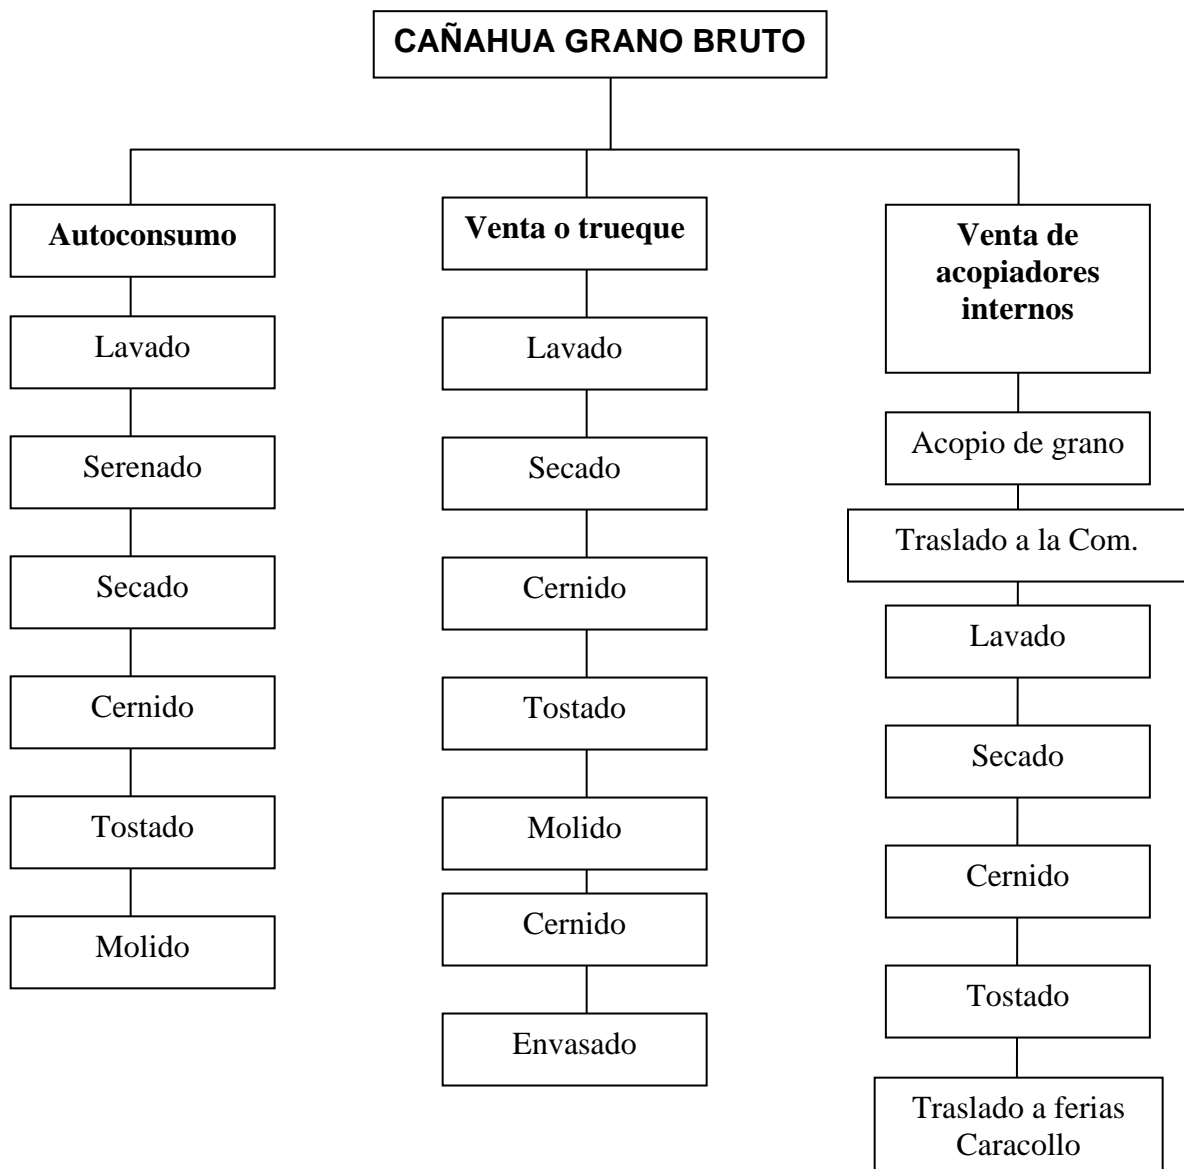 CAÑAHUA GRANO BRUTO
Autoconsumo
Lavado
Serenado
Secado
Cernido
Tostado
Molido
Venta o trueque
Lavado
Secado
Cernido
Tostado
Molido
Cernido
Envasado
Venta de
acopiadores
internos
Acopio de grano
Traslado a la Com.
Lavado
Secado
Cernido
Tostado
Traslado a ferias
Caracollo